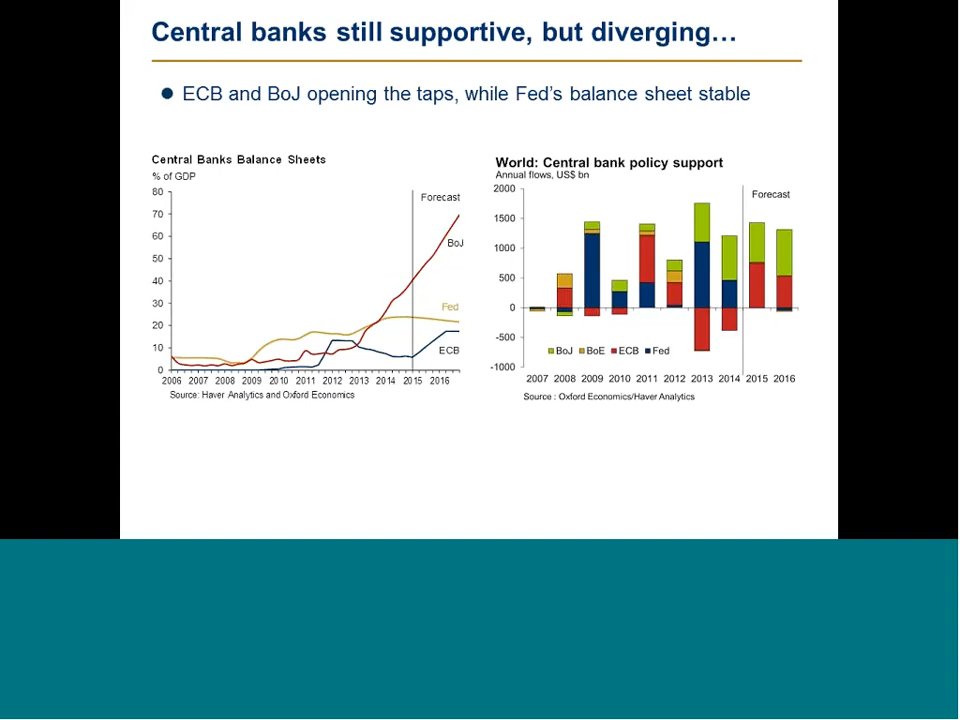 Central banks still supportive, but diverging…
● ECB and BoJ opening the taps, while Fed's balance sheet stable
Central Banks Balance Sheets
% of GDP
80
70
60
50
40
30
20
10
0
Forecast
BoJ
Fed
ECB
2006 2007 2008 2009 2010 2011 2012 2013 2014 2015 2016
Source: Haver Analytics and Oxford Economics
World: Central bank policy support
Annual flows, US$ bn
2000
1500
1000
500
0
-500
-1000
Forecast
BoJ BoE ECB Fed
2007 2008 2009 2010 2011 2012 2013 2014 2015 2016
Source : Oxford Economics/Haver Analytics